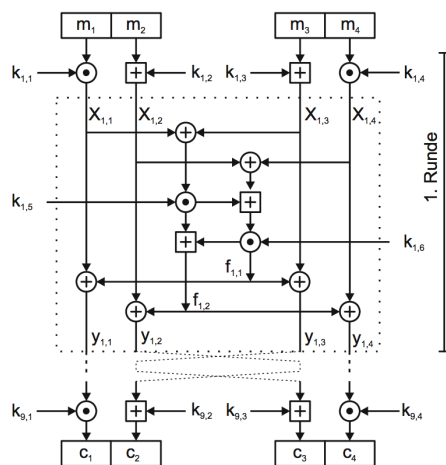 m1 m2 m3 m4
k1,1 k1,2 k1,3 k1,4
X1,1 X1,2 X1,3 X1,4
1. Runde
k1,5
k1,6
f1,1
f1,2
y1,1 y1,2 y1,3 y1,4
k9,1 k9,2 k9,3 k9,4
c1 c2 c3 c4